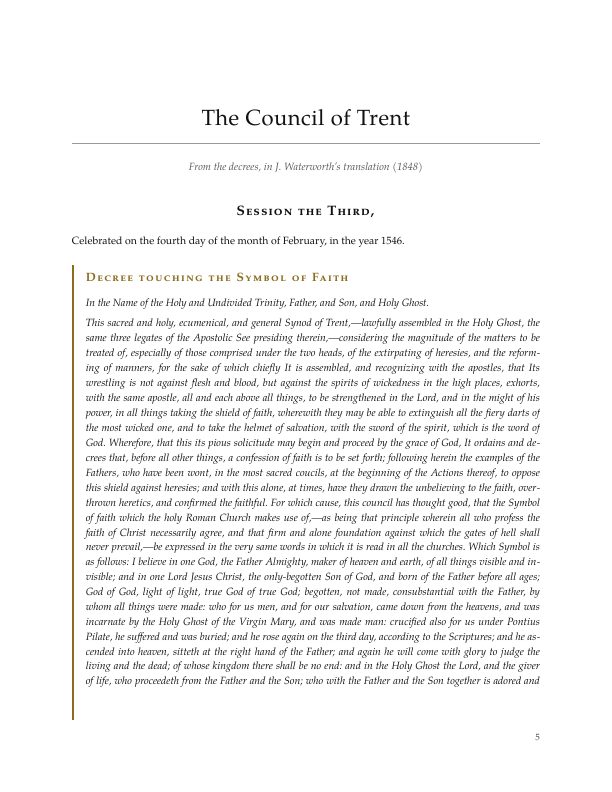 The Council of Trent
From the decrees, in J. Waterworth's translation (1848)
Session the Third,
Celebrated on the fourth day of the month of February, in the year 1546.
Decree touching the Symbol of Faith
In the Name of the Holy and Undivided Trinity, Father, and Son, and Holy Ghost.
This sacred and holy, ecumenical, and general Synod of Trent,—lawfully assembled in the Holy Ghost, the
same three legates of the Apostolic See presiding therein,—considering the magnitude of the matters to be
treated of, especially of those comprised under the two heads, of the extirpating of heresies, and the reform-
ing of manners, for the sake of which chiefly It is assembled, and recognizing with the apostles, that Its
wrestling is not against flesh and blood, but against the spirits of wickedness in the high places, exhorts,
with the same apostle, all and each above all things, to be strengthened in the Lord, and in the might of his
power, in all things taking the shield of faith, wherewith they may be able to extinguish all the fiery darts of
the most wicked one, and to take the helmet of salvation, with the sword of the spirit, which is the word of
God. Wherefore, that this its pious solicitude may begin and proceed by the grace of God, It ordains and de-
crees that, before all other things, a confession of faith is to be set forth; following herein the examples of the
Fathers, who have been wont, in the most sacred coucils, at the beginning of the Actions thereof, to oppose
this shield against heresies; and with this alone, at times, have they drawn the unbelieving to the faith, over-
thrown heretics, and confirmed the faithful. For which cause, this council has thought good, that the Symbol
of faith which the holy Roman Church makes use of,—as being that principle wherein all who profess the
faith of Christ necessarily agree, and that firm and alone foundation against which the gates of hell shall
never prevail,—be expressed in the very same words in which it is read in all the churches. Which Symbol is
as follows: I believe in one God, the Father Almighty, maker of heaven and earth, of all things visible and in-
visible; and in one Lord Jesus Christ, the only-begotten Son of God, and born of the Father before all ages;
God of God, light of light, true God of true God; begotten, not made, consubstantial with the Father, by
whom all things were made: who for us men, and for our salvation, came down from the heavens, and was
incarnate by the Holy Ghost of the Virgin Mary, and was made man: crucified also for us under Pontius
Pilate, he suffered and was buried; and he rose again on the third day, according to the Scriptures; and he as-
cended into heaven, sitteth at the right hand of the Father; and again he will come with glory to judge the
living and the dead; of whose kingdom there shall be no end: and in the Holy Ghost the Lord, and the giver
of life, who proceedeth from the Father and the Son; who with the Father and the Son together is adored and
5